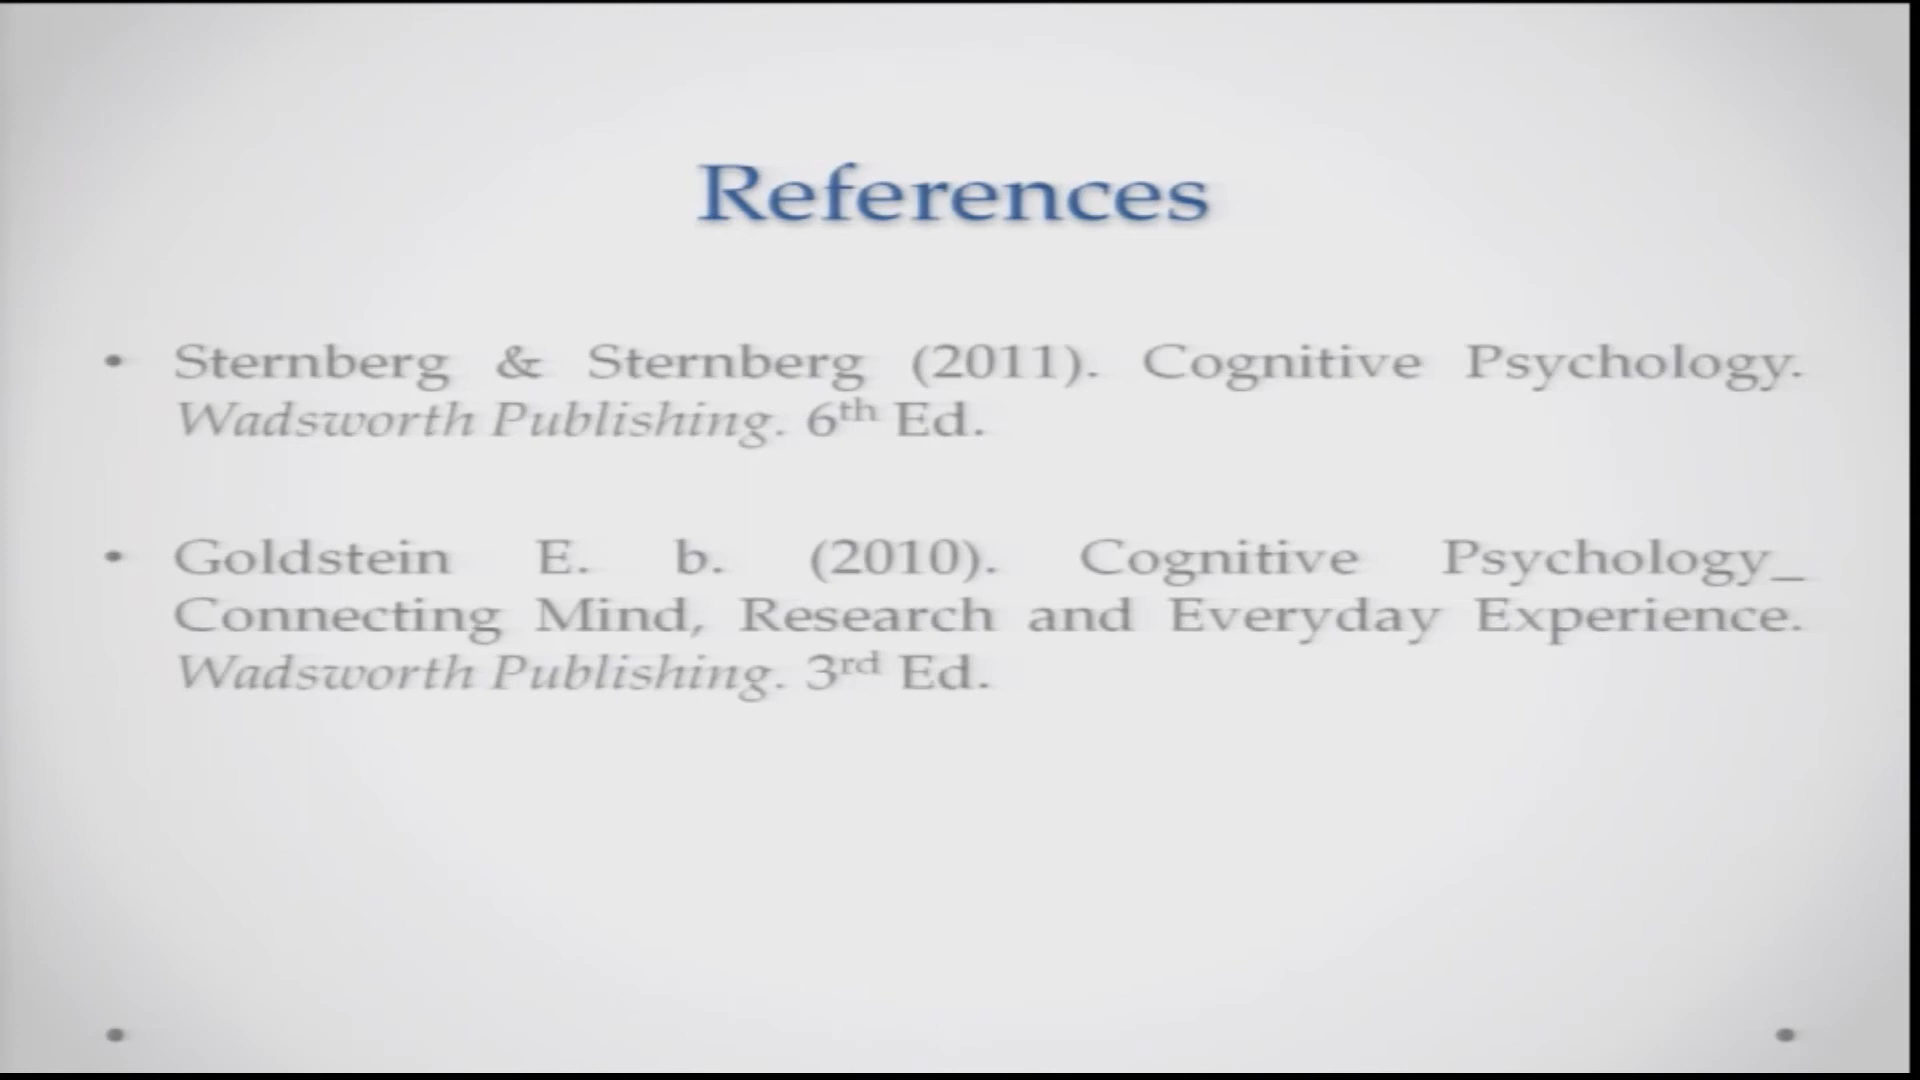 References
• Sternberg & Sternberg (2011). Cognitive Psychology.
Wadsworth Publishing. 6th Ed.
• Goldstein E. b. (2010). Cognitive Psychology_
Connecting Mind, Research and Everyday Experience.
Wadsworth Publishing. 3rd Ed.